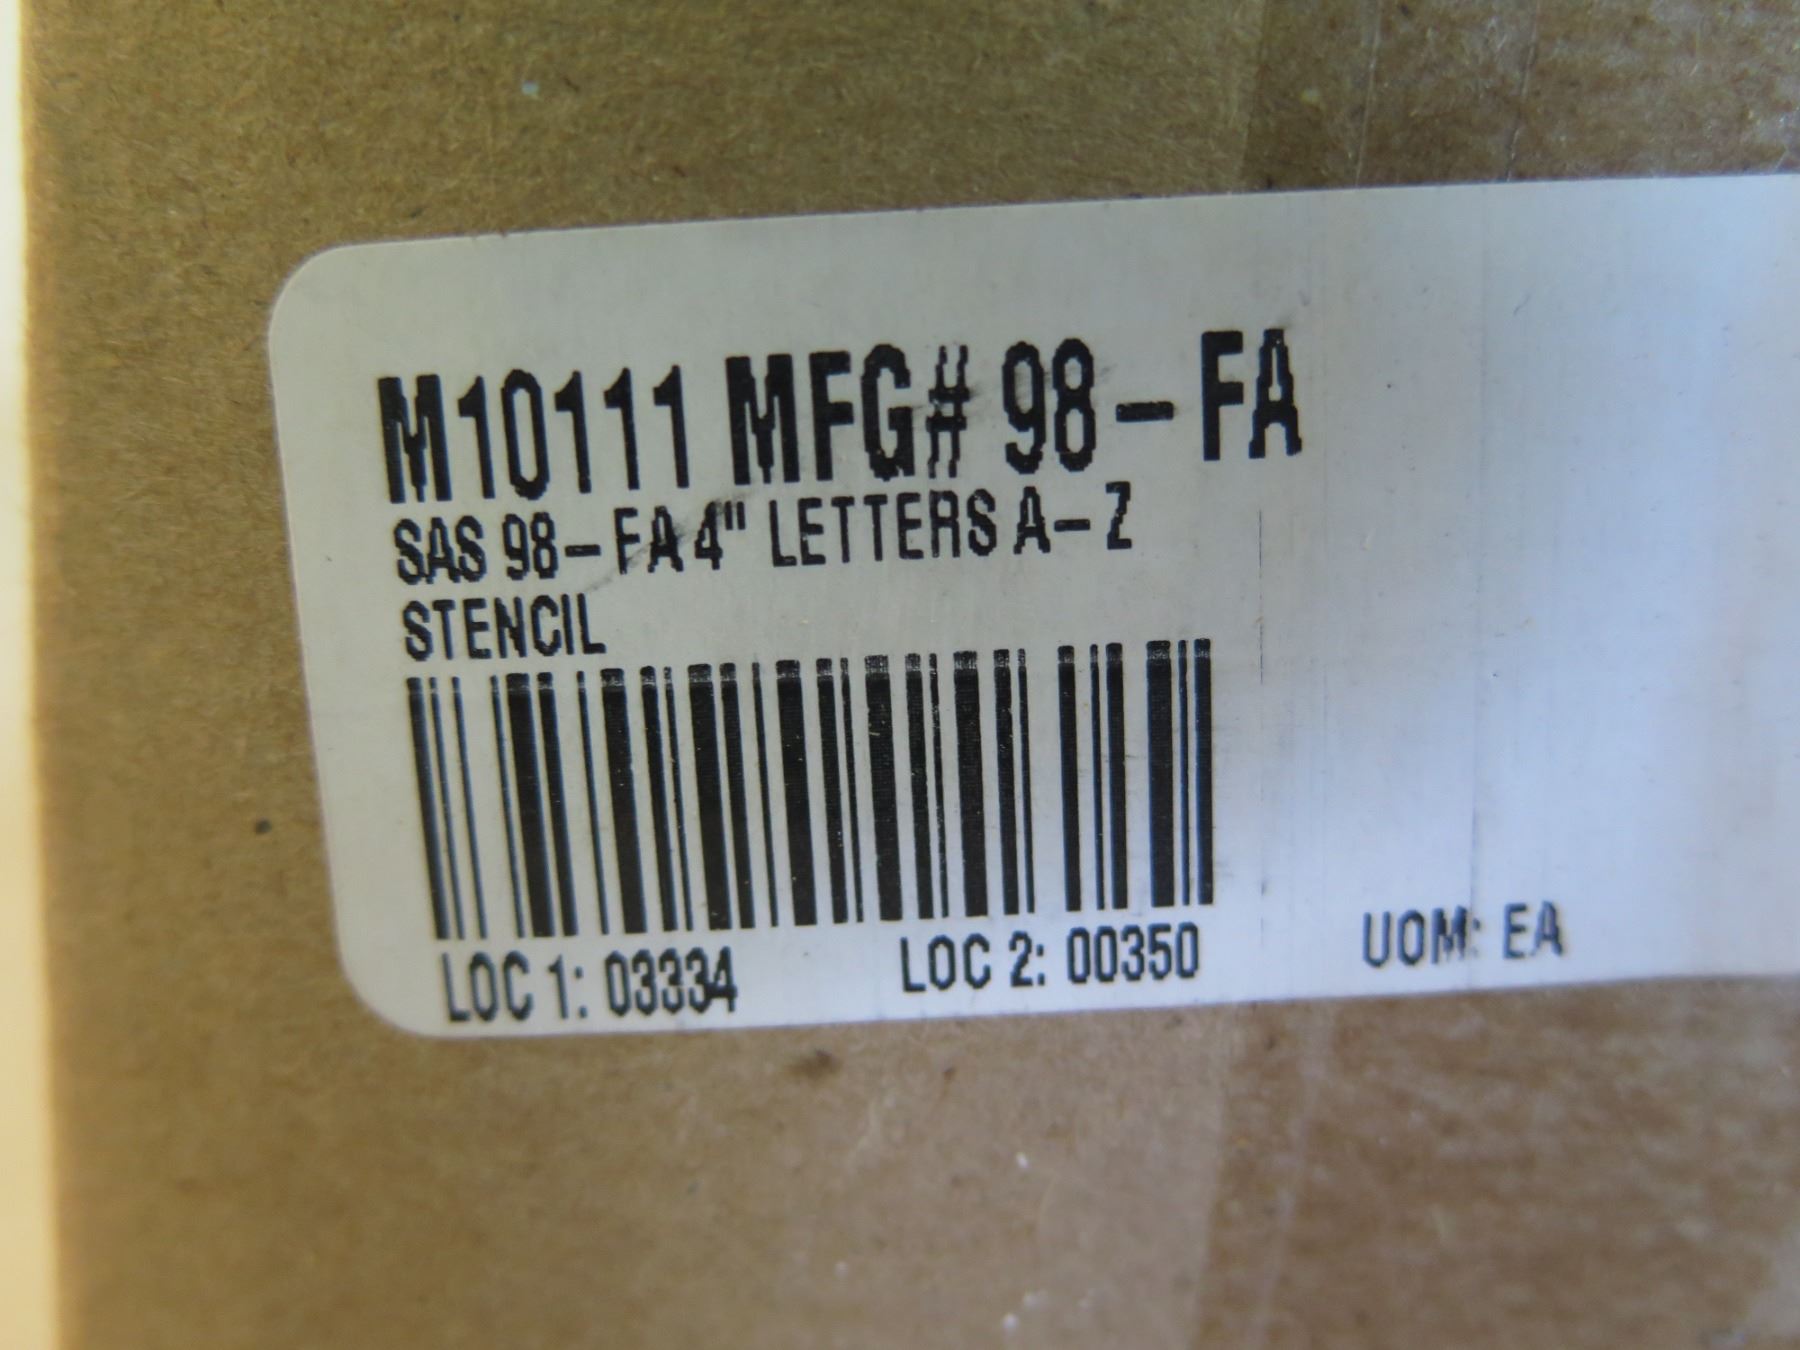 M10111 MFG# 98-FA
SAS 98-FA 4" LETTERS A-Z
STENCIL
LOC 1: 03334 LOC 2: 00350 UOM: EA